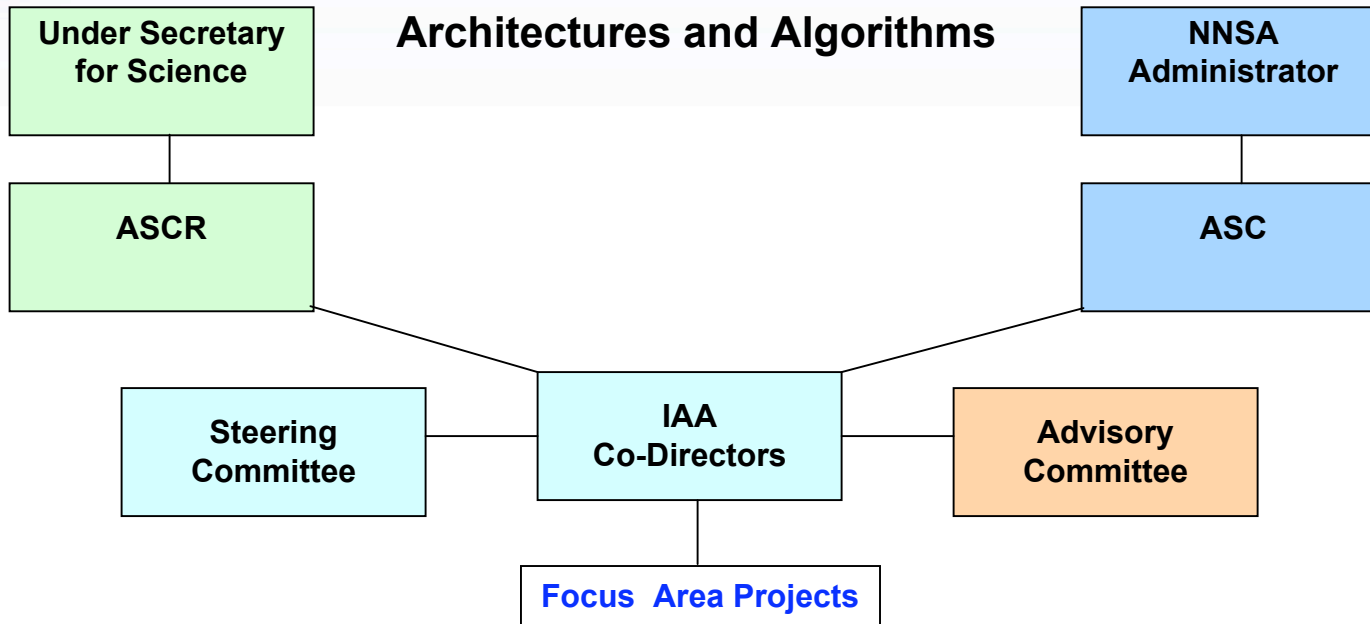 Architectures and Algorithms
Under Secretary
for Science
NNSA
Administrator
ASCR
ASC
Steering
Committee
IAA
Co-Directors
Advisory
Committee
Focus Area Projects